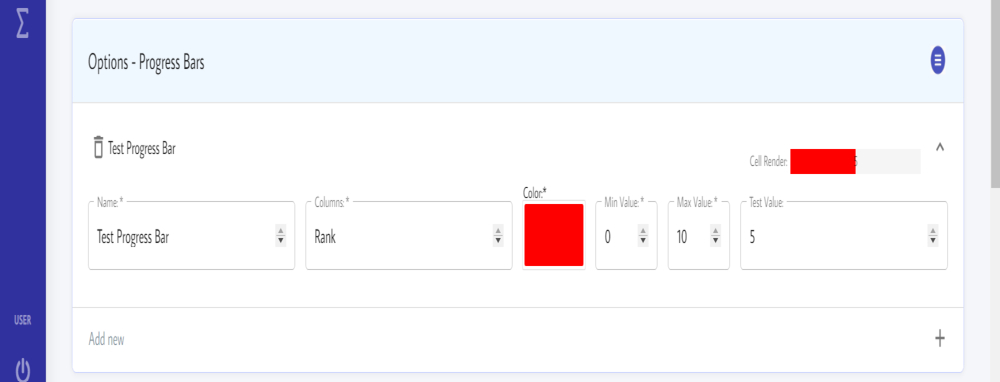 Σ
Options - Progress Bars
Test Progress Bar
Cell Render: 5
Name:* Columns:* Color:* Min Value:* Max Value:* Test Value:
Test Progress Bar Rank 0 10 5
USER
Add new